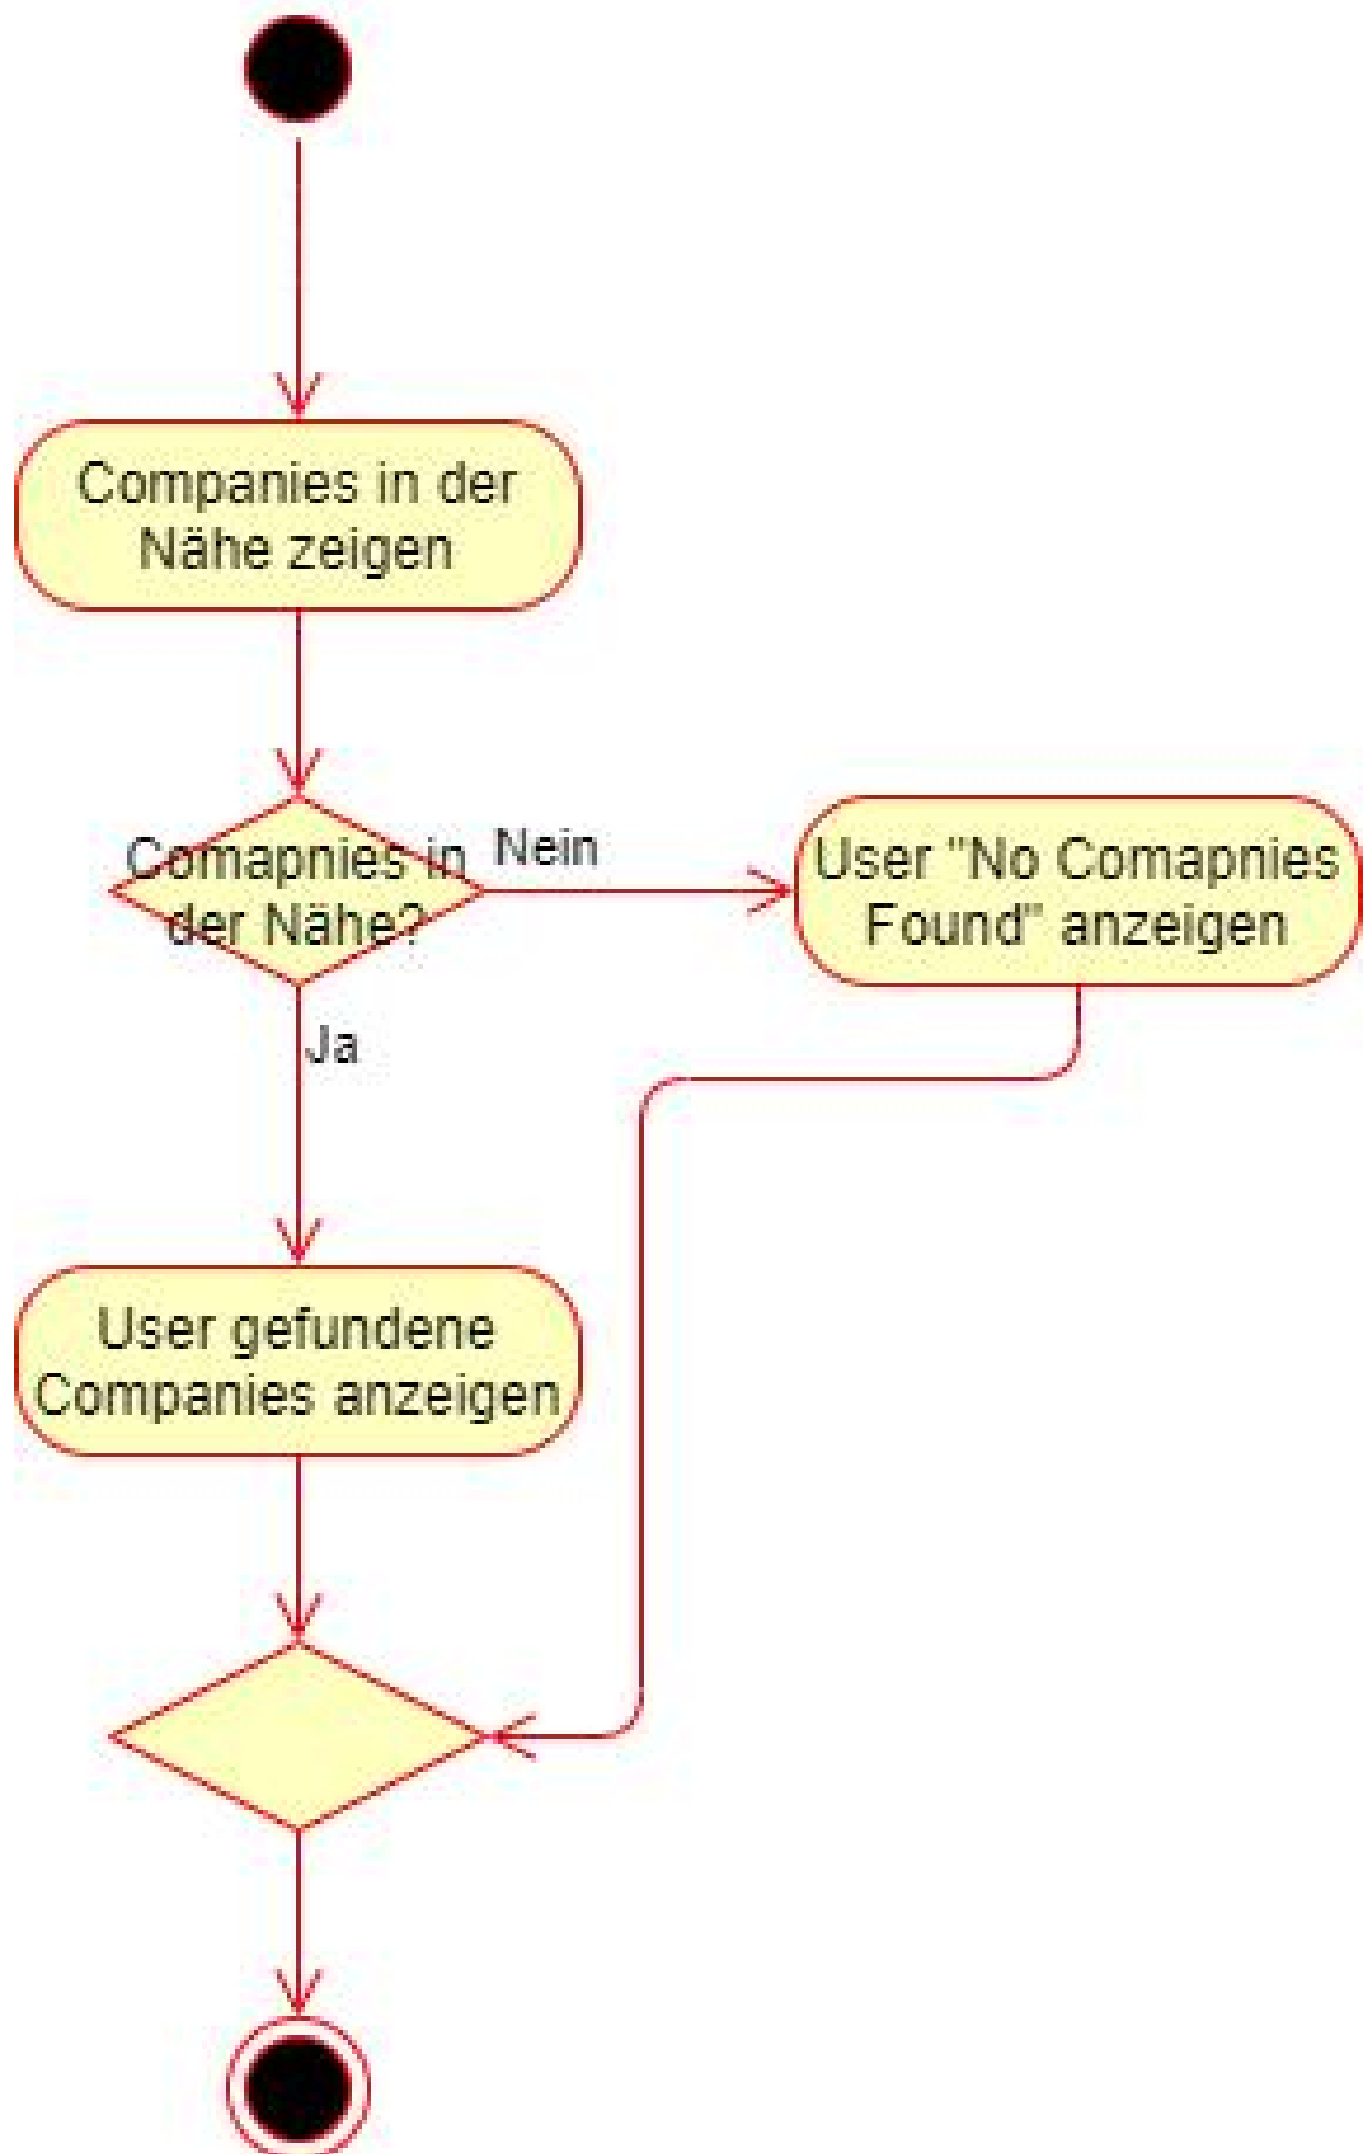 Companies in der
Nähe zeigen
Comapnies in
der Nähe?
Nein
User "No Comapnies
Found" anzeigen
Ja
User gefundene
Companies anzeigen